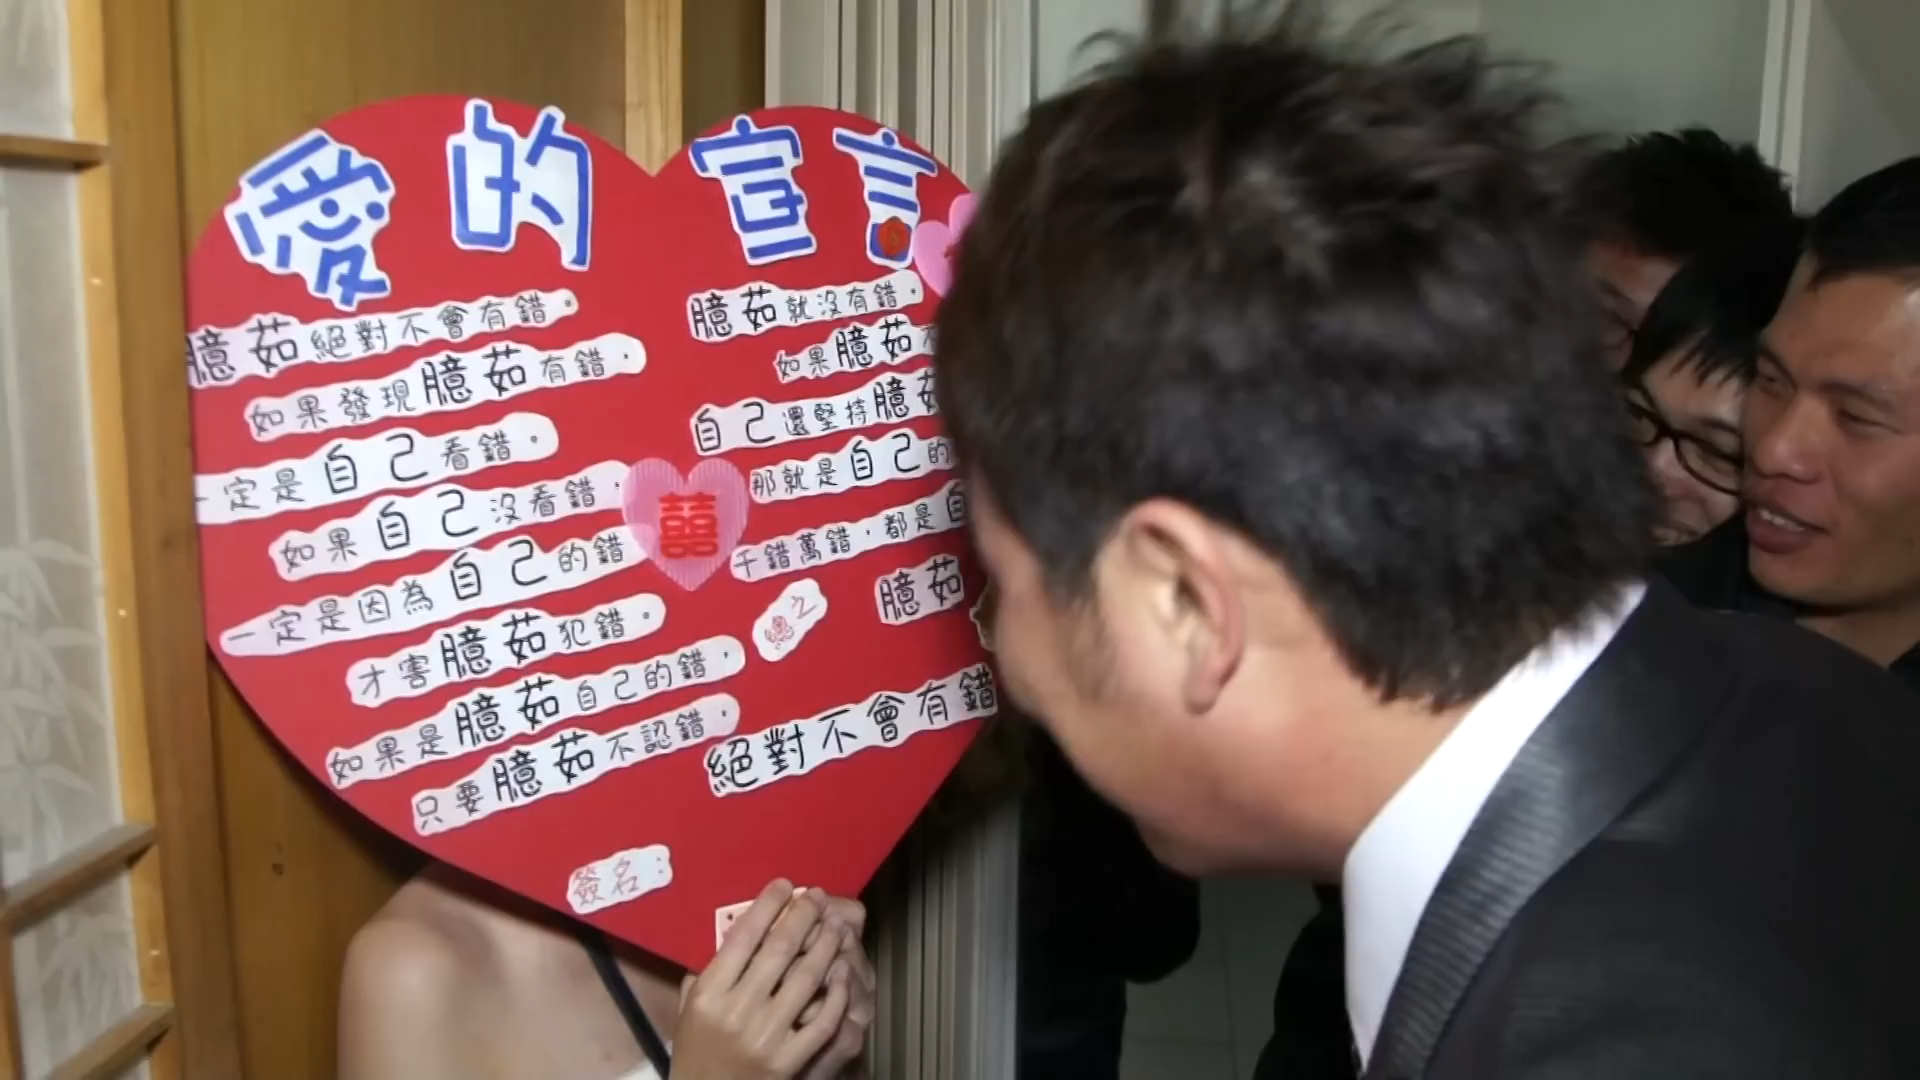 愛的宣言
臆茹絕對不會有錯。
如果發現臆茹有錯。
一定是自己看錯。
如果自己沒看錯。
一定是因為自己的錯
才害臆茹犯錯。
如果是臆茹自己的錯。
只要臆茹不認錯。
臆茹就沒有錯。
如果臆茹不
自己還堅持臆茹
那就是自己的
千錯萬錯。都是自
臆茹
絕對不會有錯
囍
簽名: